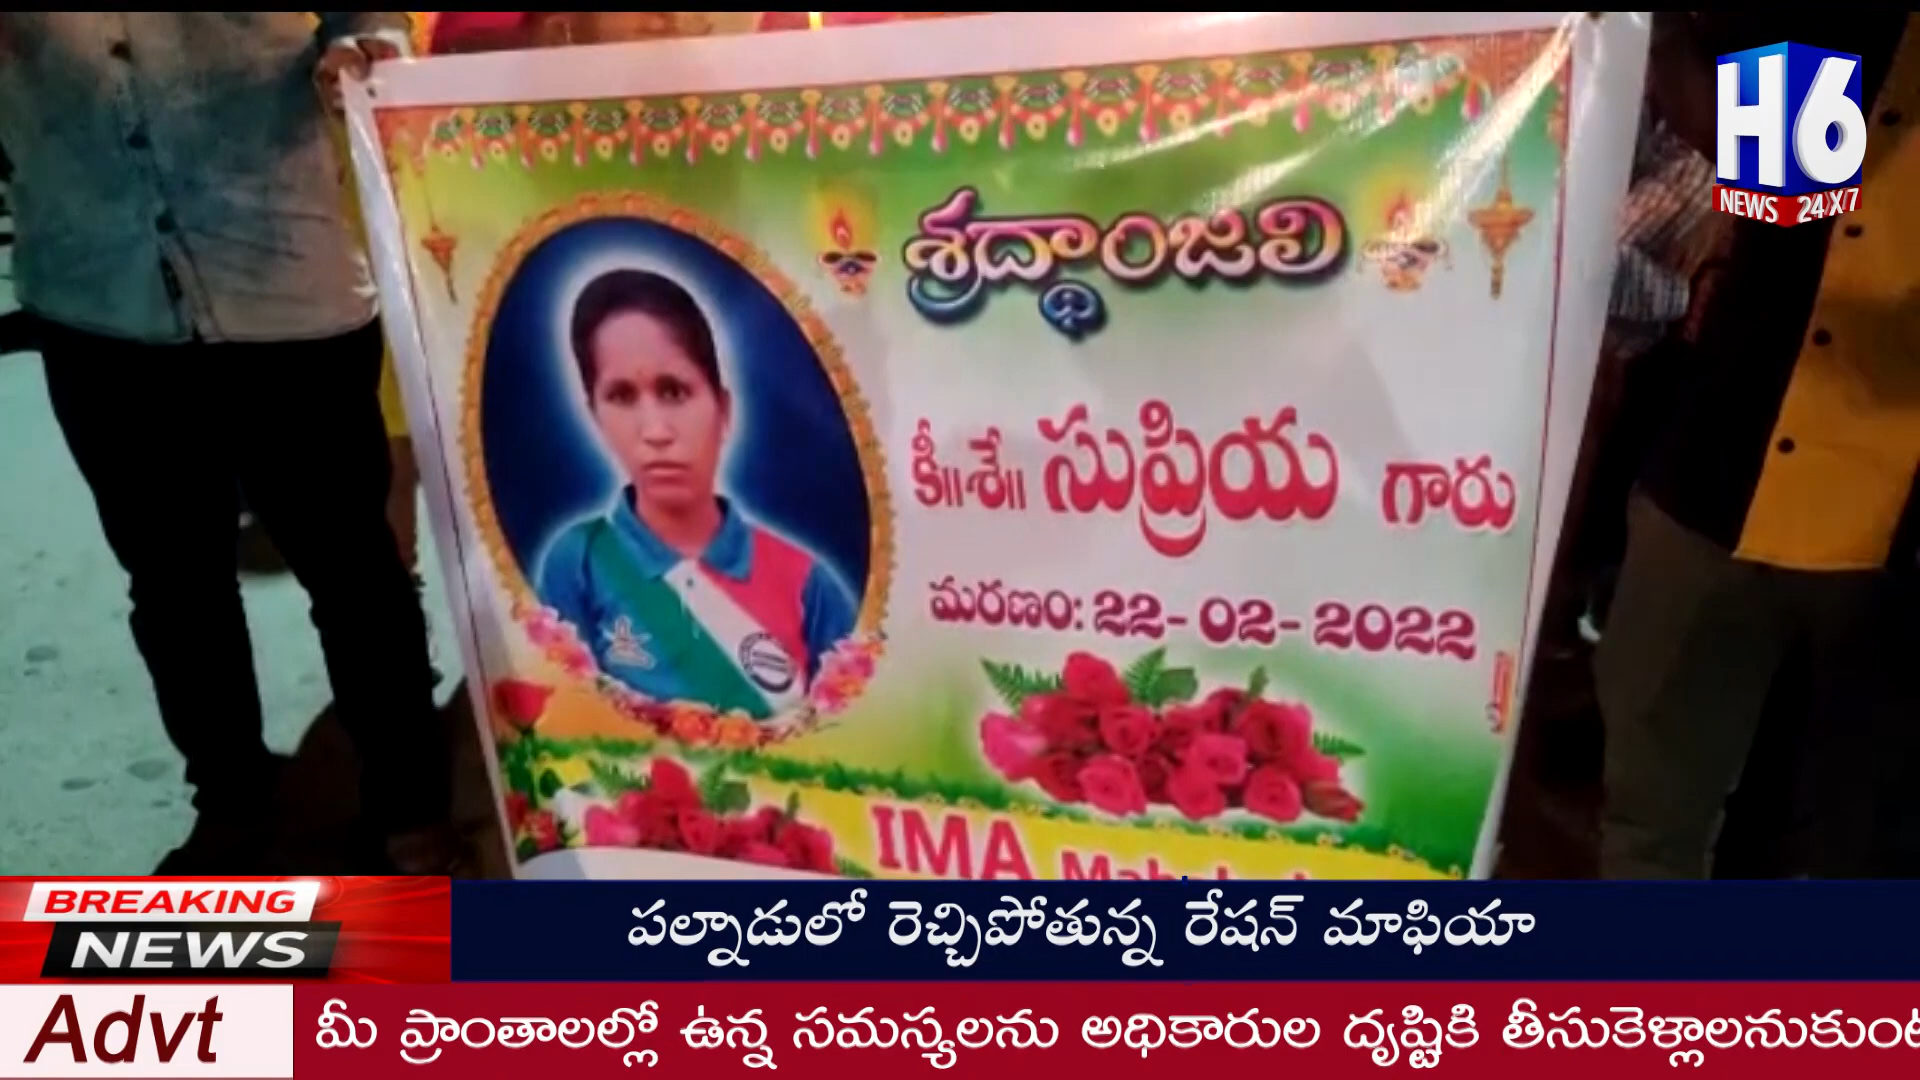 H6
NEWS 24X7
శ్రద్ధాంజలి
కీ॥శే॥ సుప్రియ గారు
మరణం: 22-02-2022
IMA
BREAKING
NEWS
పల్నాడులో రెచ్చిపోతున్న రేషన్ మాఫియా
Advt
మీ ప్రాంతాలల్లో ఉన్న సమస్యలను అధికారుల దృష్టికి తీసుకెళ్లాలనుకుంట